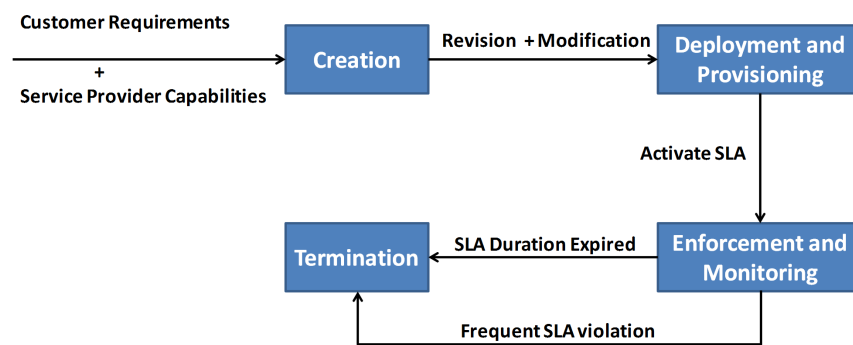 Customer Requirements
+
Service Provider Capabilities
Creation
Revision + Modification
Deployment and
Provisioning
Activate SLA
Enforcement and
Monitoring
SLA Duration Expired
Termination
Frequent SLA violation